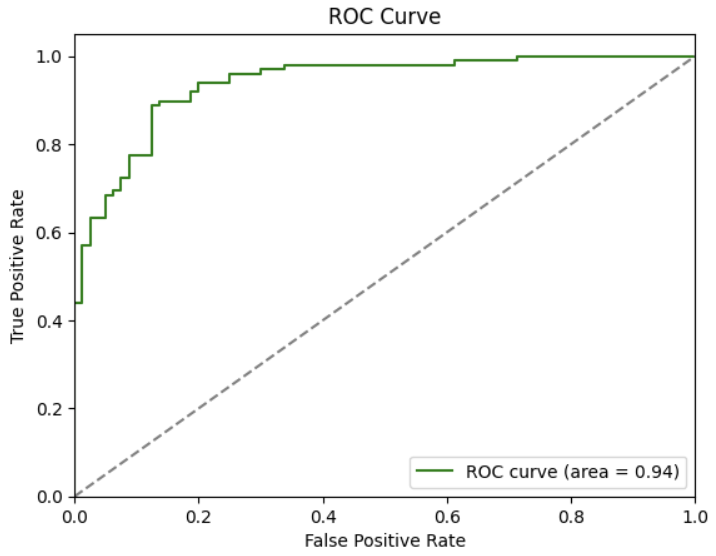 ROC Curve
1.0
0.8
0.6
0.4
0.2
0.0
True Positive Rate
ROC curve (area = 0.94)
0.0 0.2 0.4 0.6 0.8 1.0
False Positive Rate